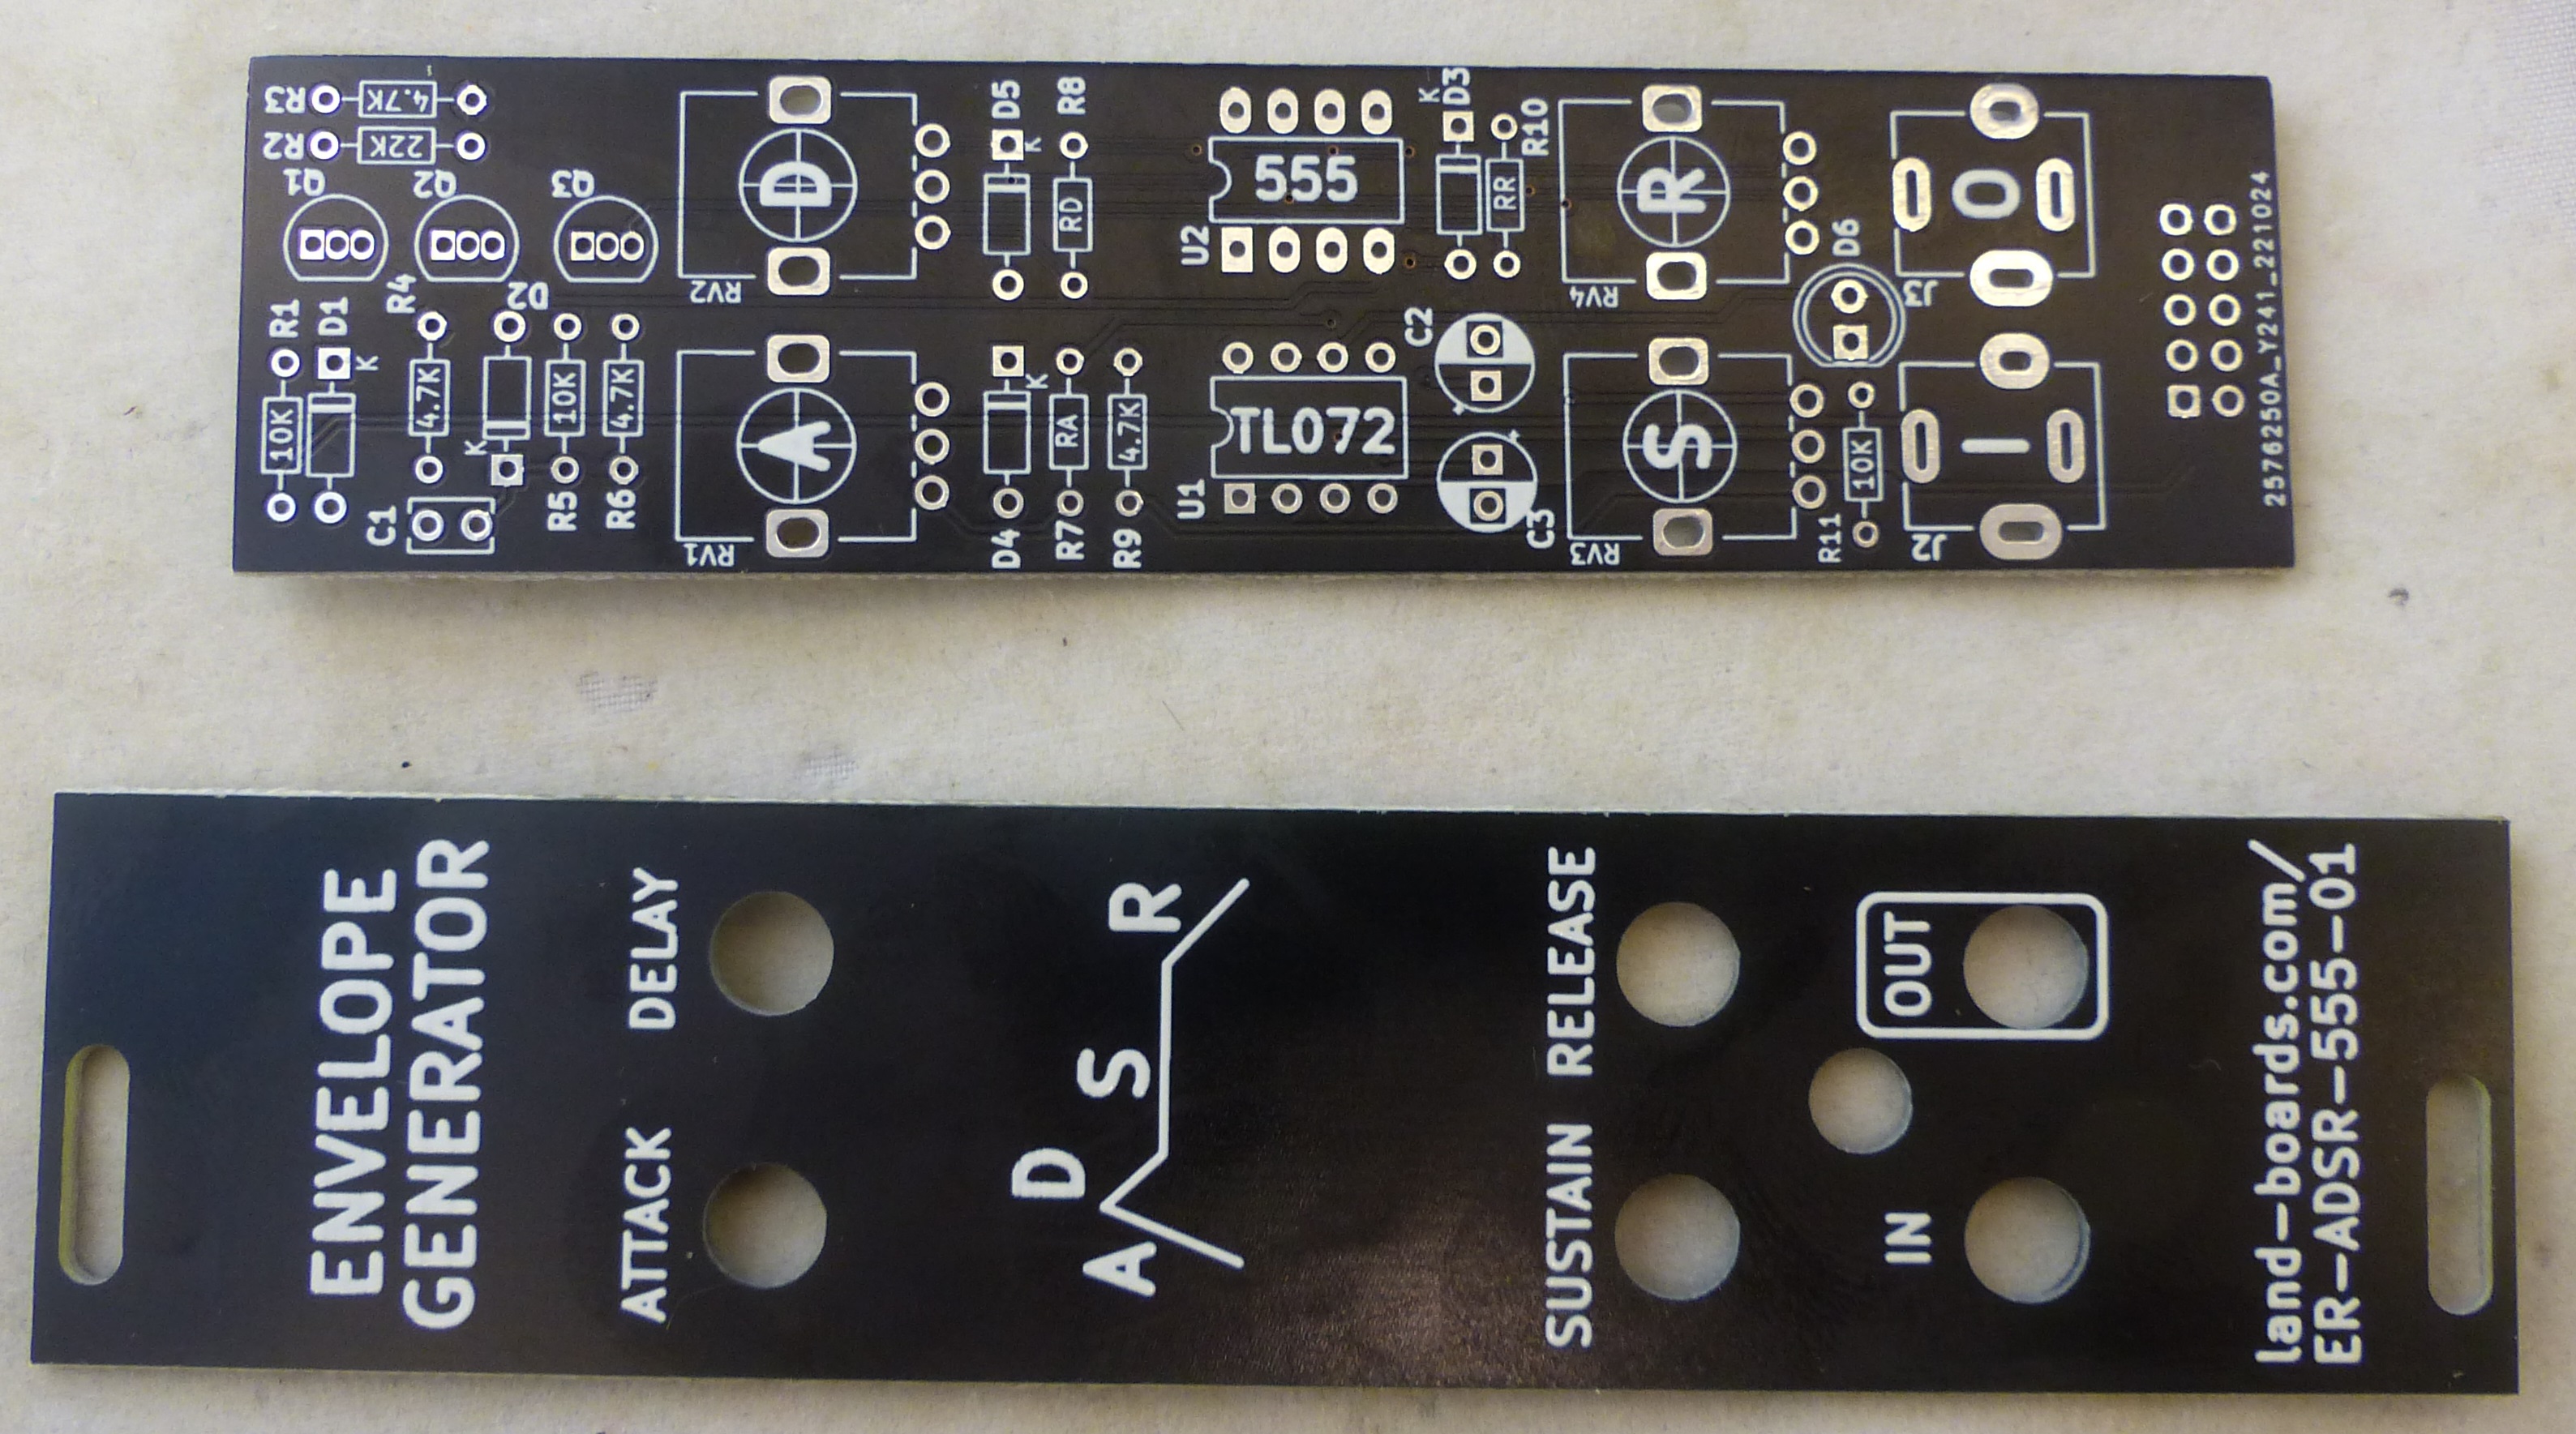 R3
4.7K
R2
22K
Q1
Q2
Q3
R1
10K
D1
K
R4
4.7K
D2
K
10K
R5
4.7K
R6
C1
D
RV2
A
RV1
D5
K
R8
RD
K
D4
RA
R7
4.7K
R9
555
U2
TL072
U1
K
D3
R10
RR
C2
C3
R
RV4
S
RV3
D6
10K
R11
O
J3
I
J2
2576250A_Y241_221024
ENVELOPE
GENERATOR
ATTACK DELAY
A D S R
SUSTAIN RELEASE
IN
OUT
land-boards.com/
ER-ADSR-555-01